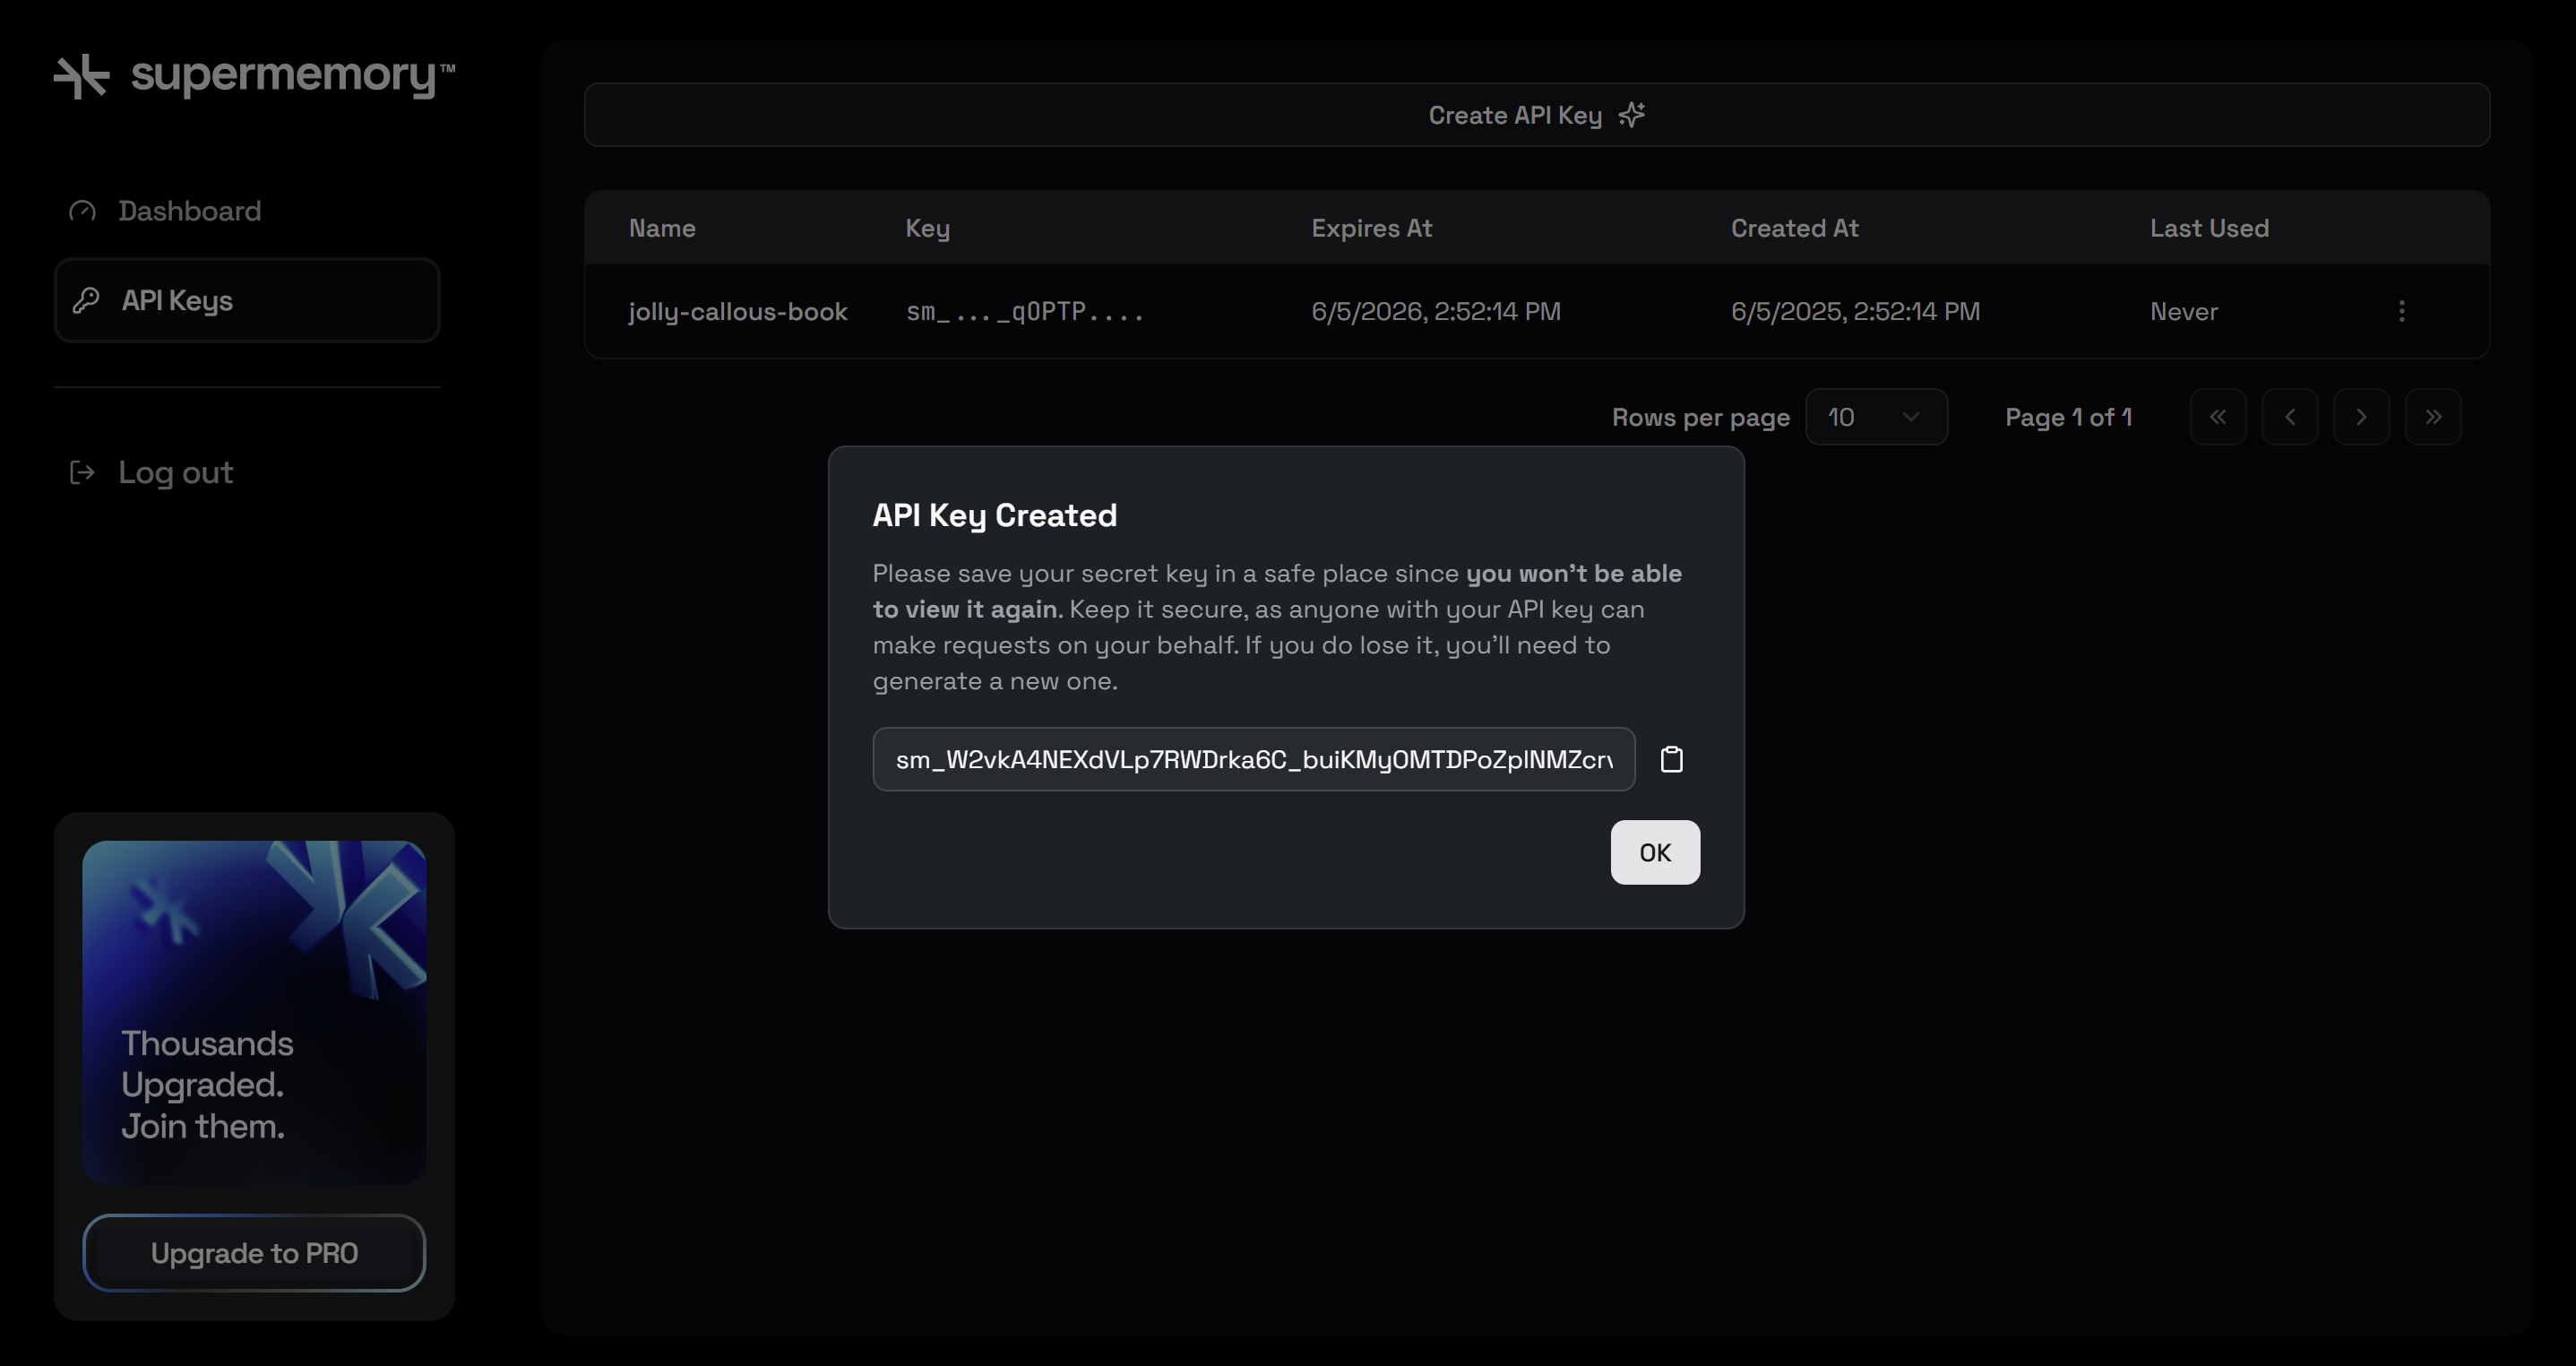 supermemory™
Dashboard
API Keys
Log out
Thousands
Upgraded.
Join them.
Upgrade to PRO
Create API Key
Name Key Expires At Created At Last Used
jolly-callous-book sm_..._qOPTP.... 6/5/2026, 2:52:14 PM 6/5/2025, 2:52:14 PM Never
Rows per page 10 Page 1 of 1
API Key Created
Please save your secret key in a safe place since you won't be able
to view it again. Keep it secure, as anyone with your API key can
make requests on your behalf. If you do lose it, you'll need to
generate a new one.
sm_W2vkA4NEXdVLp7RWDrka6C_buiKMyOMTDPoZpINMZcrv
OK